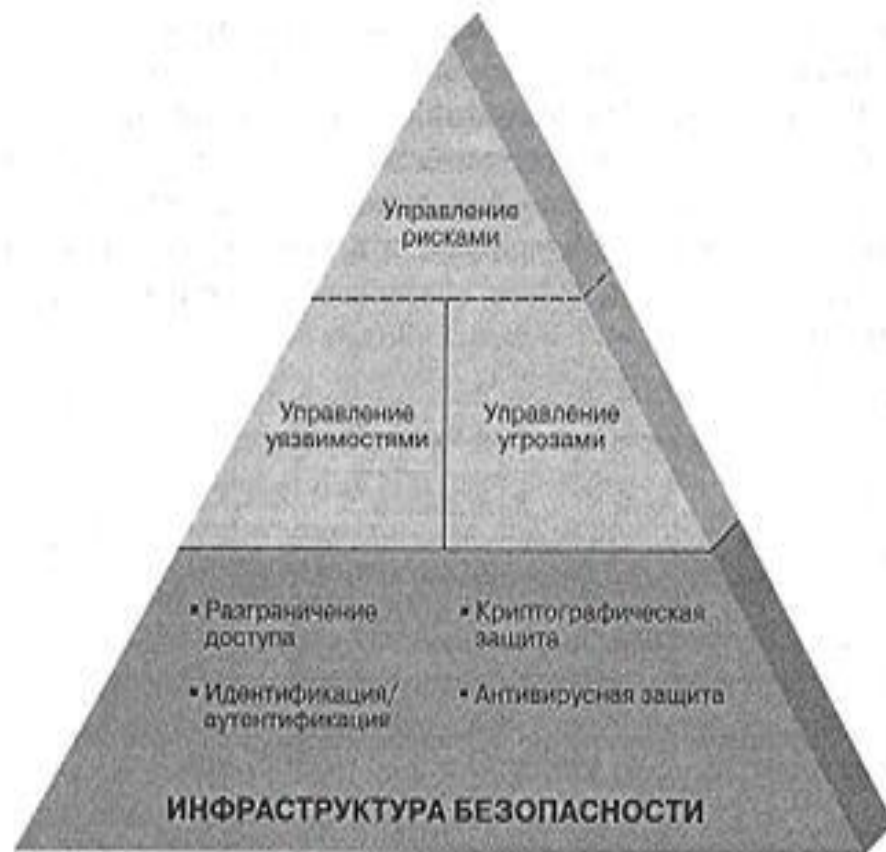 Управление
рисками
Управление
уязвимостями
Управление
угрозами
▪ Разграничение
доступа
▪ Идентификация/
аутентификация
▪ Криптографическая
защита
▪ Антивирусная защита
ИНФРАСТРУКТУРА БЕЗОПАСНОСТИ